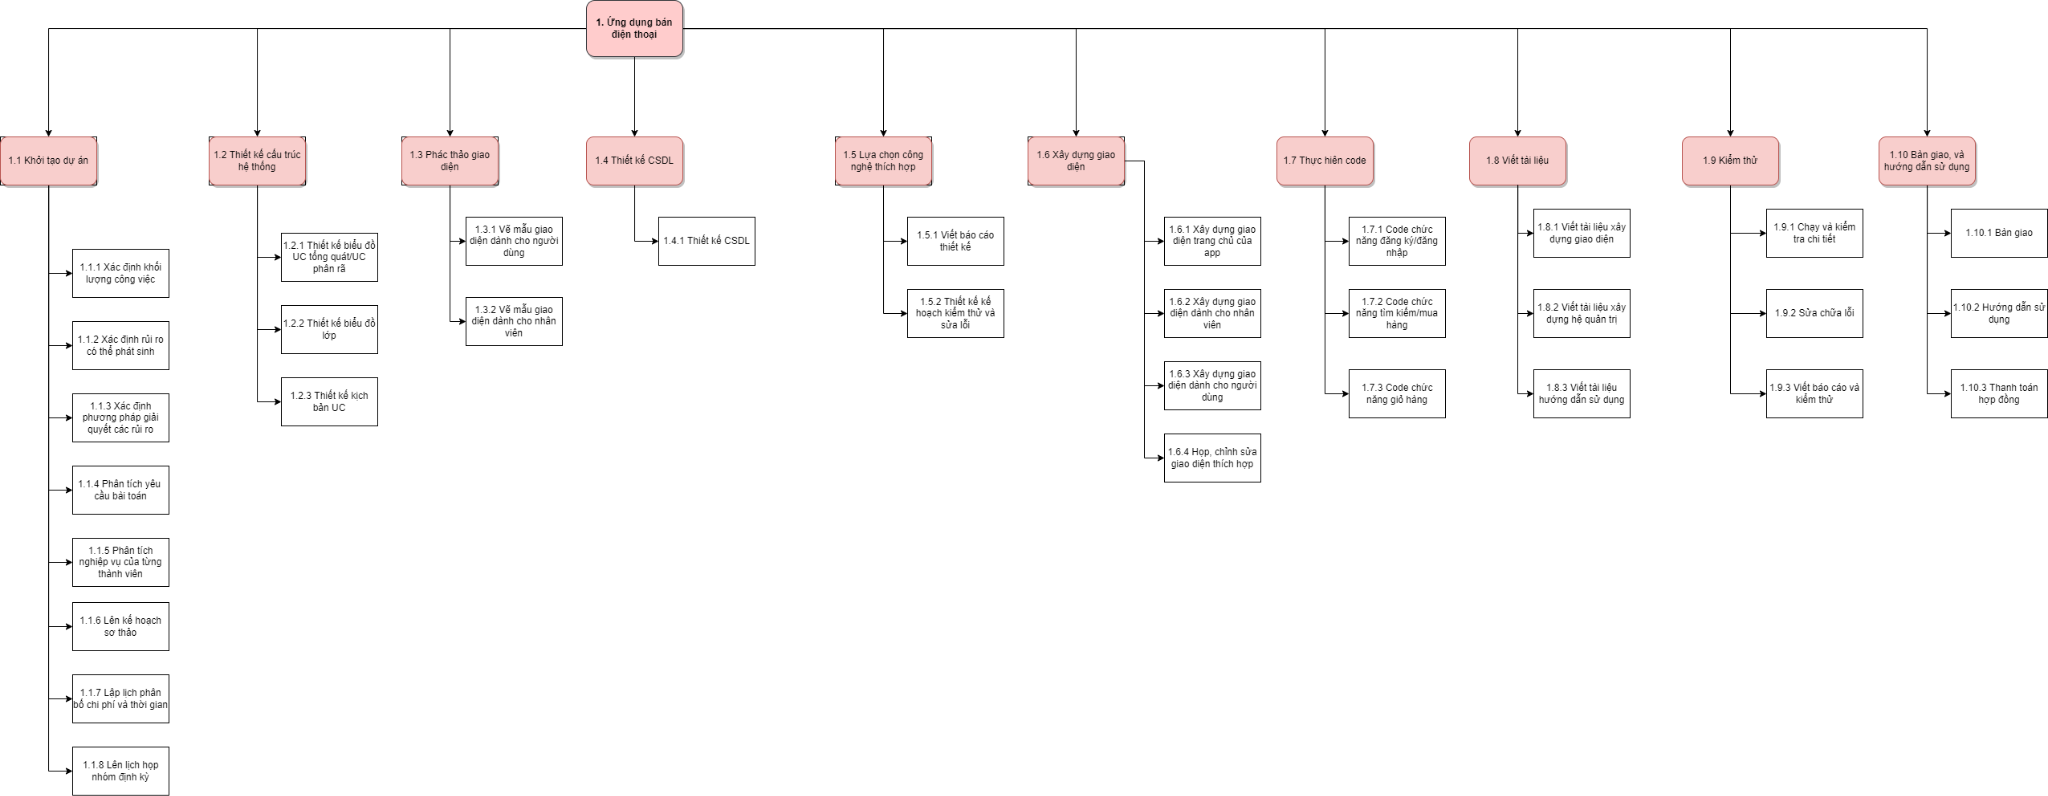 1. Ứng dụng bán
điện thoại
1.1 Khởi tạo dự án
1.2 Thiết kế cấu trúc
hệ thống
1.3 Phác thảo giao
diện
1.4 Thiết kế CSDL
1.5 Lựa chọn công
nghệ thích hợp
1.6 Xây dựng giao
diện
1.7 Thực hiên code
1.8 Viết tài liệu
1.9 Kiểm thử
1.10 Bàn giao, và
hướng dẫn sử dụng
1.1.1 Xác định khối
lượng công việc
1.1.2 Xác định rủi ro
có thể phát sinh
1.1.3 Xác định
phương pháp giải
quyết các rủi ro
1.1.4 Phân tích yêu
cầu bài toán
1.1.5 Phân tích
nghiệp vụ của từng
thành viên
1.1.6 Lên kế hoạch
sơ thảo
1.1.7 Lập lịch phân
bố chi phí và thời gian
1.1.8 Lên lịch họp
nhóm định kỳ
1.2.1 Thiết kế biểu đồ
UC tổng quát/UC
phân rã
1.2.2 Thiết kế biểu đồ
lớp
1.2.3 Thiết kế kịch
bản UC
1.3.1 Vẽ mẫu giao
diện dành cho người
dùng
1.3.2 Vẽ mẫu giao
diện dành cho nhân
viên
1.4.1 Thiết kế CSDL
1.5.1 Viết báo cáo
thiết kế
1.5.2 Thiết kế kế
hoạch kiểm thử và
sửa lỗi
1.6.1 Xây dựng giao
diện trang chủ của
app
1.6.2 Xây dựng giao
diện dành cho nhân
viên
1.6.3 Xây dựng giao
diện dành cho người
dùng
1.6.4 Họp, chỉnh sửa
giao diện thích hợp
1.7.1 Code chức
năng đăng ký/đăng
nhập
1.7.2 Code chức
năng tìm kiếm/mua
hàng
1.7.3 Code chức
năng giỏ hàng
1.8.1 Viết tài liệu xây
dựng giao diện
1.8.2 Viết tài liệu xây
dựng hệ quản trị
1.8.3 Viết tài liệu
hướng dẫn sử dụng
1.9.1 Chạy và kiểm
tra chi tiết
1.9.2 Sửa chữa lỗi
1.9.3 Viết báo cáo và
kiểm thử
1.10.1 Bàn giao
1.10.2 Hướng dẫn sử
dụng
1.10.3 Thanh toán
hợp đồng